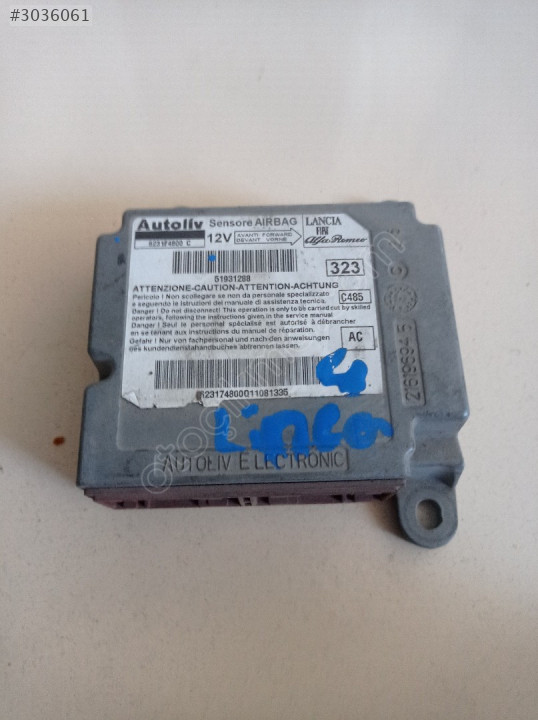 #3036061
Autoliv
Sensore AIRBAG
LANCIA
FIAT
Alfa Romeo
12V
AVANTI FORWARD
DEVANT VORNE
51931288
323
ATTENZIONE-CAUTION-ATTENTION-ACHTUNG
Pericolo ! Non scollegare se non da personale specializzato
e seguendo le istruzioni del manuale di assistenza tecnica.
Danger ! Do not disconnect! This operation is only to be carried cut by skilled
operators, following the instructions given in the service manual
Danger ! Seul le personnel spécialisé est autorisé à débrancher
en se tenant aux instructions du manuel de réparation.
Gefahr ! Nur von fachpersonal und nach den anweisungen
des kundendiensthandbuches abtrennen lassen.
C485
AC
62317480001108133
Linea
AUTOLIV ELECTRONIC